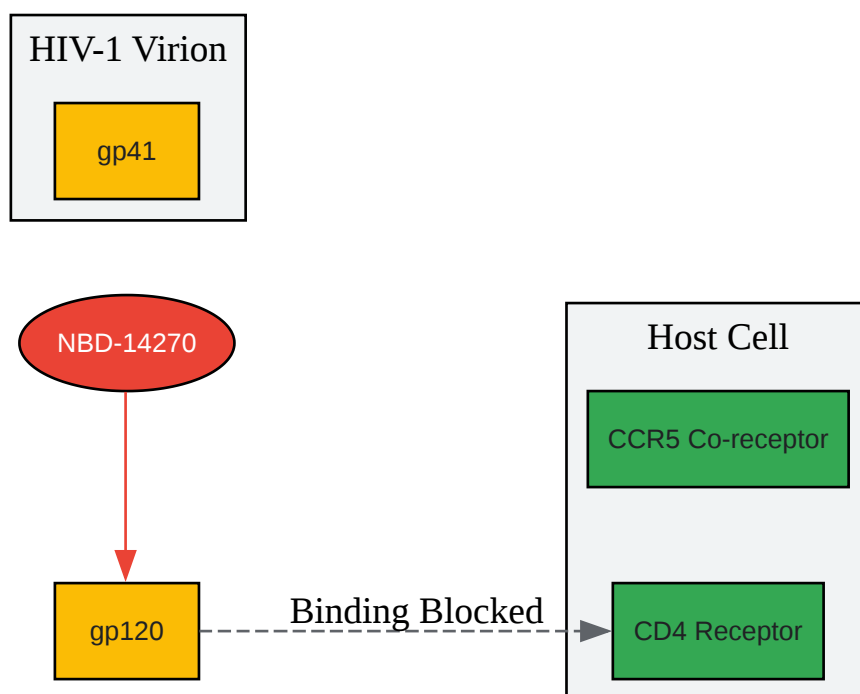 HIV-1 Virion
gp41
NBD-14270
Host Cell
CCR5 Co-receptor
gp120
Binding Blocked
CD4 Receptor